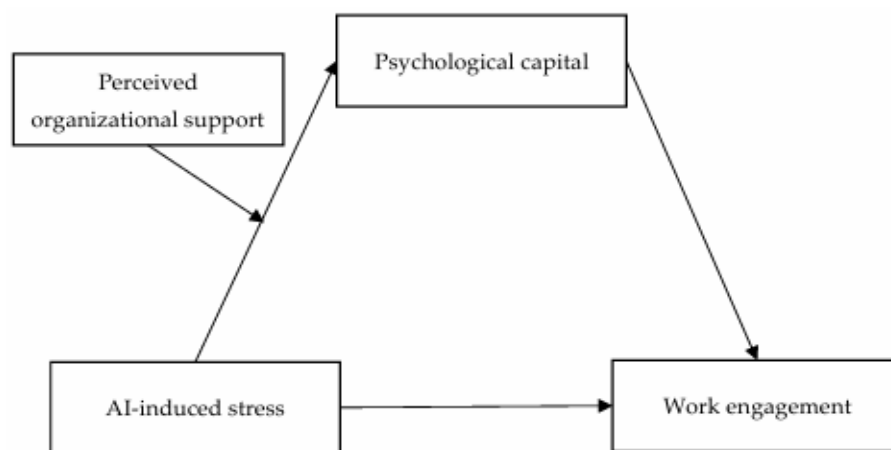 Psychological capital
Perceived
organizational support
AI-induced stress
Work engagement